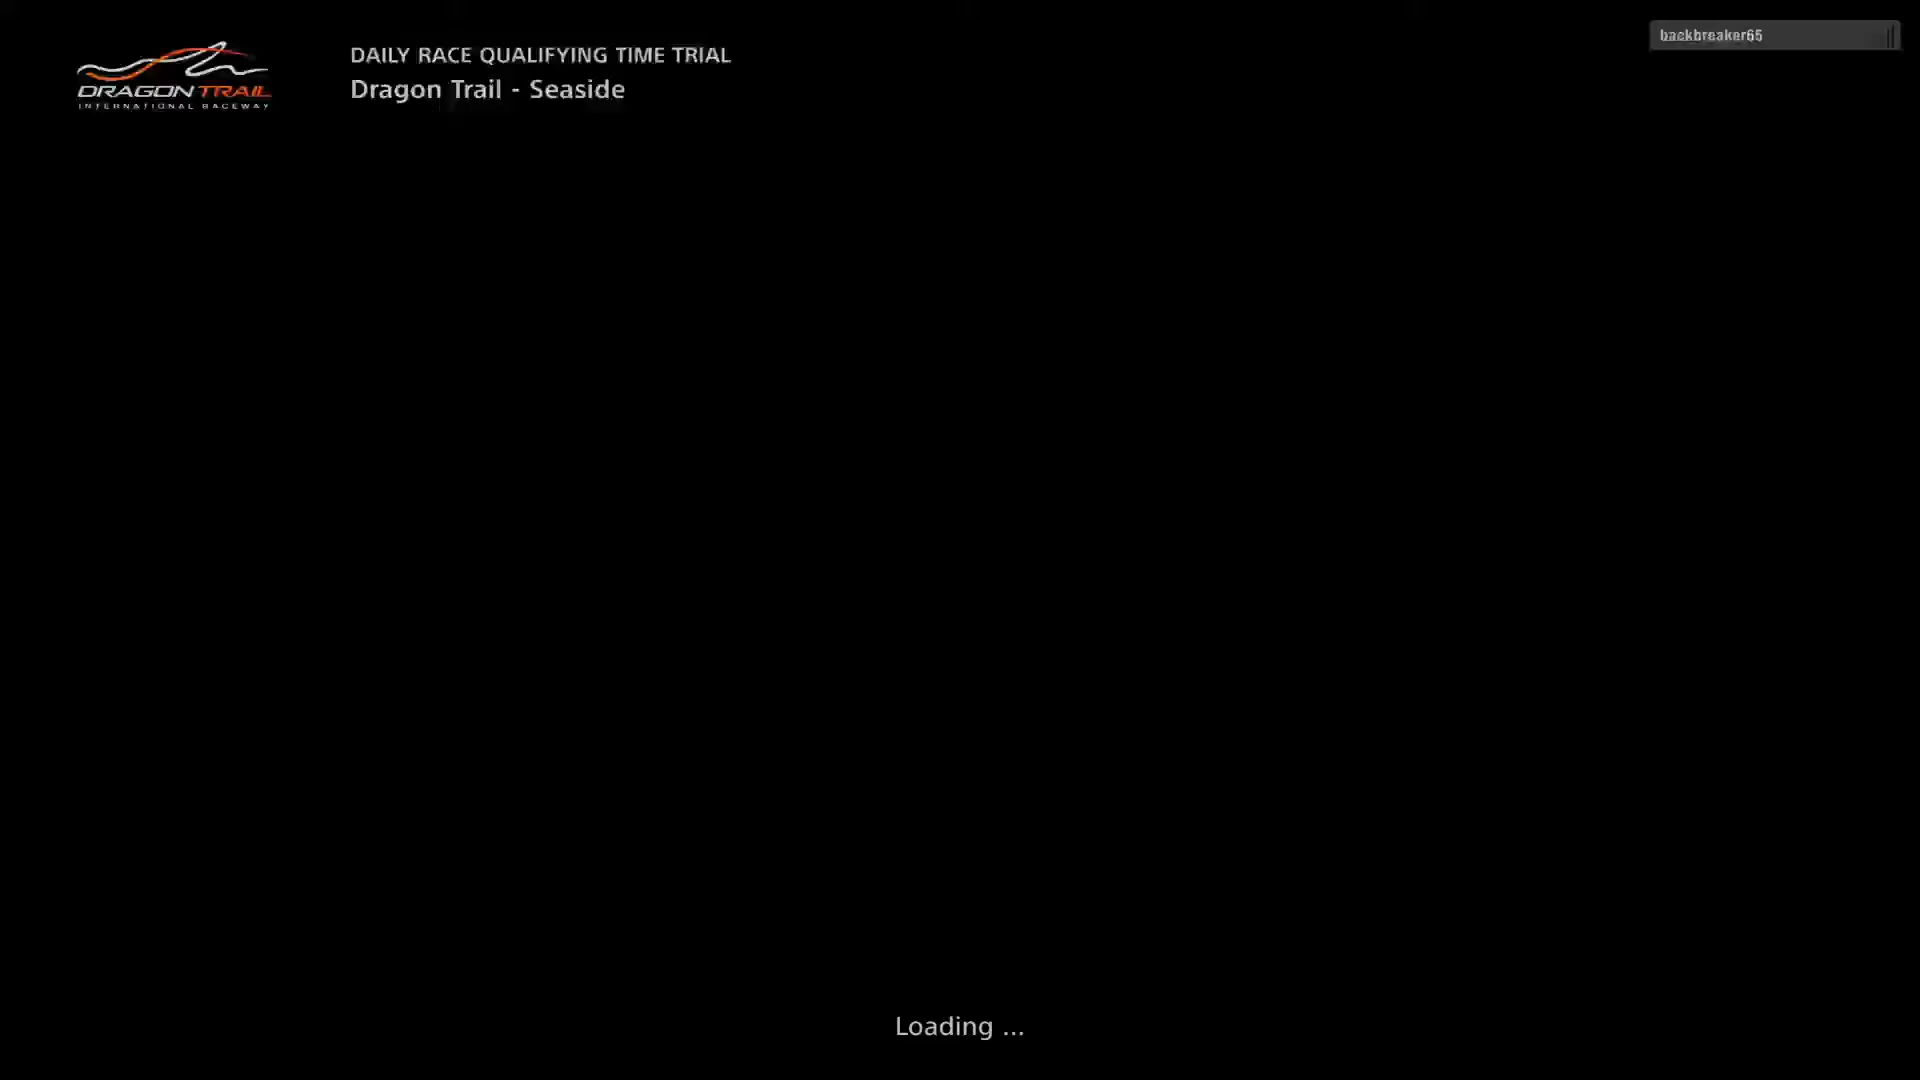 DAILY RACE QUALIFYING TIME TRIAL
Dragon Trail - Seaside
DRAGON TRAIL
INTERNATIONAL RACEWAY
backbreaker65
Loading ...